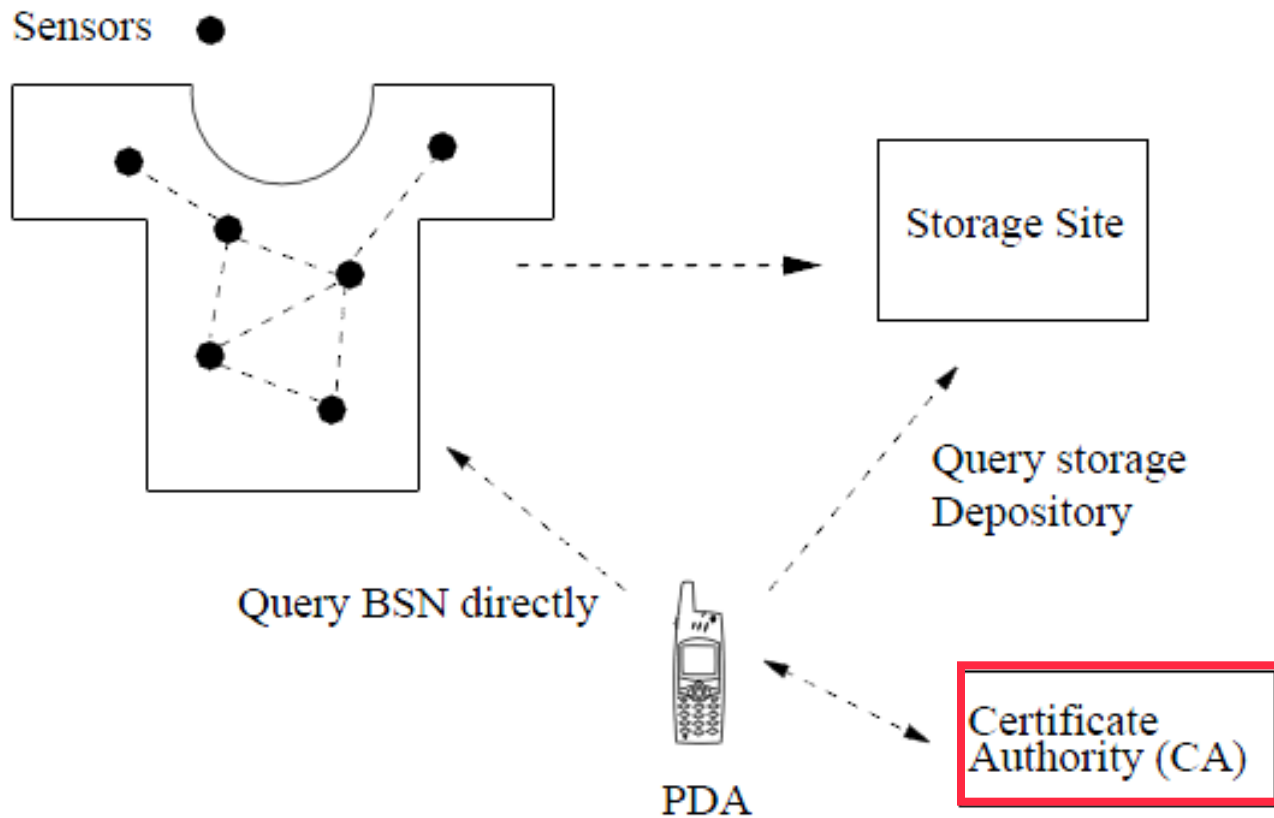 Sensors
Storage Site
Query storage
Depository
Query BSN directly
Certificate
Authority (CA)
PDA